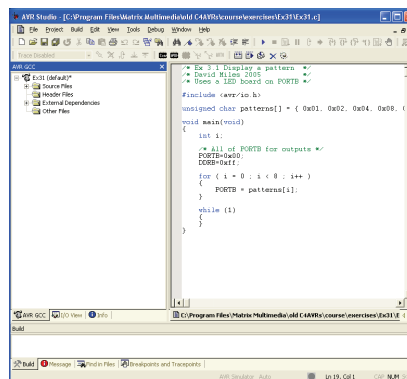 AVR Studio - [C:\Program Files\Matrix Multimedia\old C4AVRs\course\exercises\Ex31\Ex31.c]
File Project Build Edit View Tools Debug Window Help
Trace Disabled
AVR GCC
Ex31 (default)*
Source Files
Header Files
External Dependencies
Other Files
/* Ex 3.1 Display a pattern */
/* David Miles 2005 */
/* Uses a LED board on PORTB */
#include <avr/io.h>
unsigned char patterns[] = { 0x01, 0x02, 0x04, 0x08,
void main(void)
{
int i;
/* All of PORTB for outputs */
PORTB=0x00;
DDRB=0xff;
for ( i = 0 ; i < 8 ; i++ )
{
PORTB = patterns[i];
}
while (1)
{
}
}
AVR GCC I/O View Info
C:\Program Files\Matrix Multimedia\old C4AVRs\course\exercises\Ex31\E
Build
Build Message Find in Files Breakpoints and Tracepoints
AVR Simulator Auto Ln 19, Col 1 CAP NUM